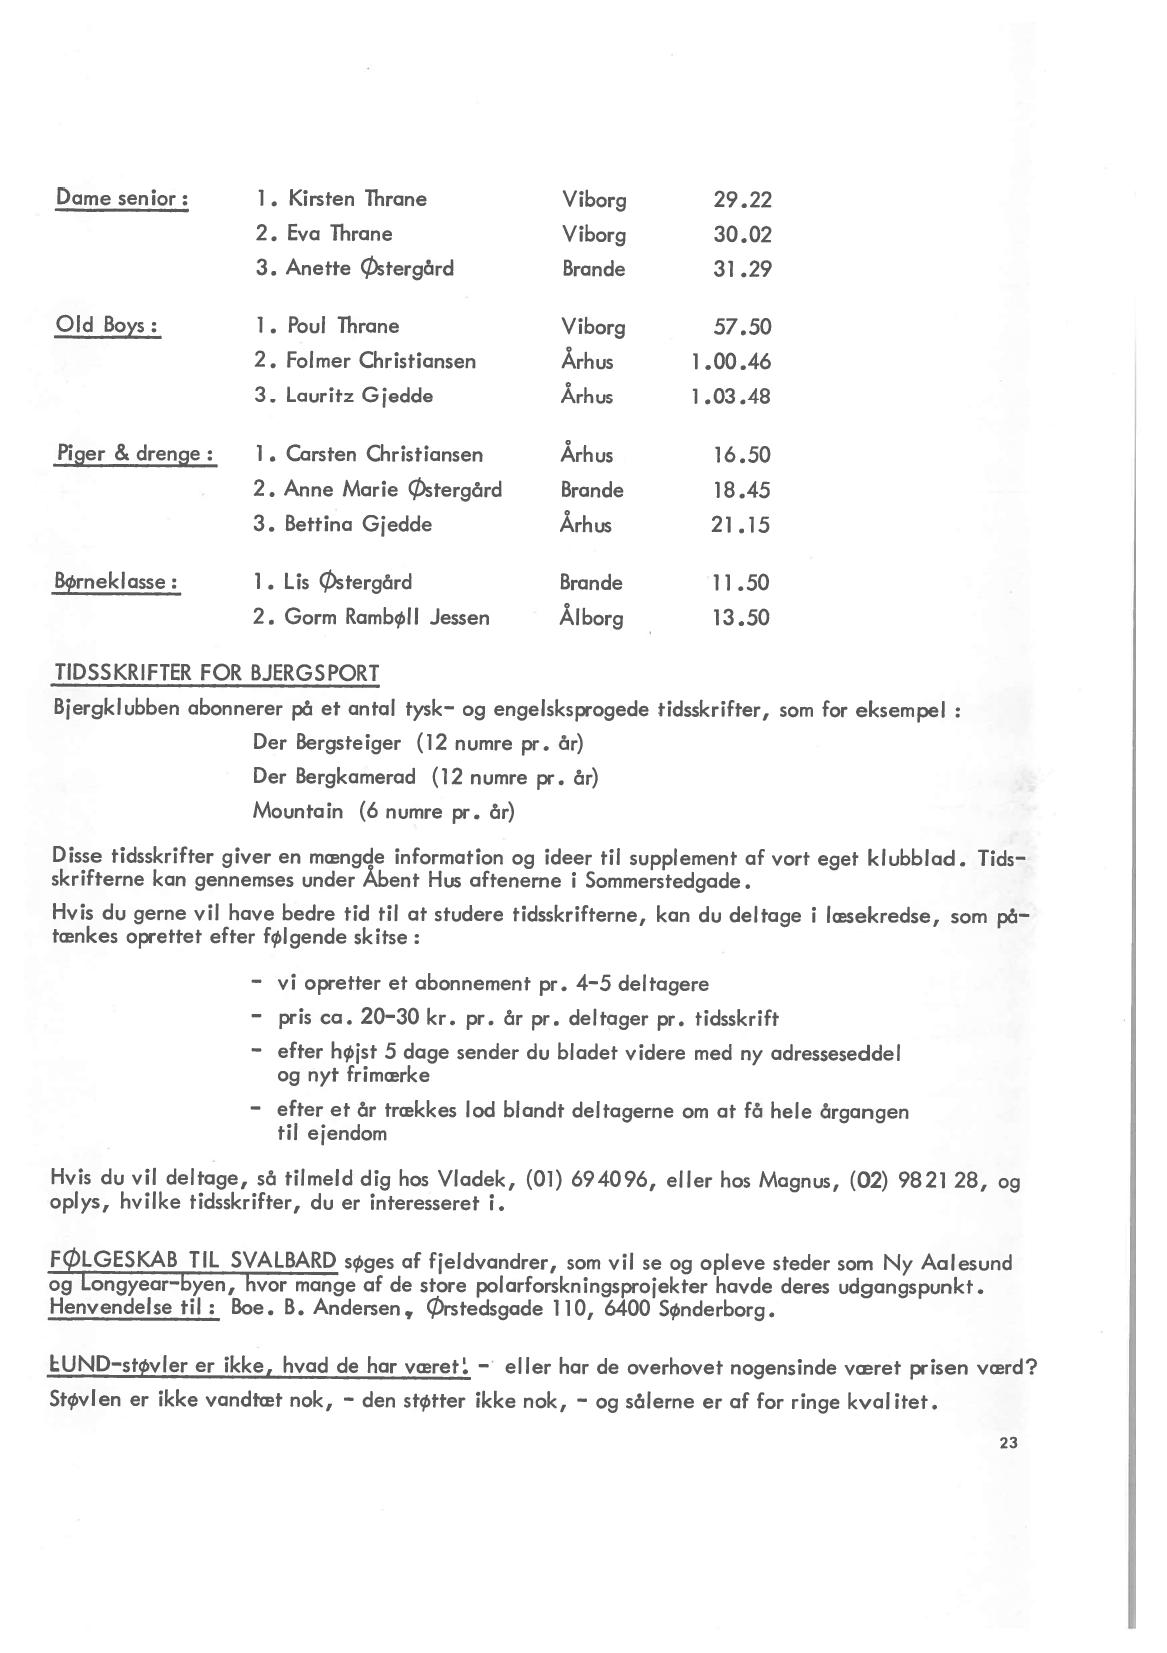 Dame senior :   1. Kirsten Thrane   Viborg   29.22
2. Eva Thrane   Viborg   30.02
3. Anette Østergård   Brande   31.29
Old Boys :   1. Poul Thrane   Viborg   57.50
2. Folmer Christiansen   Århus   1.00.46
3. Lauritz Gjedde   Århus   1.03.48
Piger & drenge :   1. Carsten Christiansen   Århus   16.50
2. Anne Marie Østergård   Brande   18.45
3. Bettina Gjedde   Århus   21.15
Børneklasse :   1. Lis Østergård   Brande   11.50
2. Gorm Rambøll Jessen   Ålborg   13.50
TIDSSKRIFTER FOR BJERGSPORT
Bjergklubben abonnerer på et antal tysk- og engelsksprogede tidsskrifter, som for eksempel :
Der Bergsteiger (12 numre pr. år)
Der Bergkamerad (12 numre pr. år)
Mountain (6 numre pr. år)
Disse tidsskrifter giver en mængde information og ideer til supplement af vort eget klubblad. Tids-
skrifterne kan gennemses under Åbent Hus aftenerne i Sommerstedgade.
Hvis du gerne vil have bedre tid til at studere tidsskrifterne, kan du deltage i læsekredse, som på-
tænkes oprettet efter følgende skitse :
- vi opretter et abonnement pr. 4-5 deltagere
- pris ca. 20-30 kr. pr. år pr. deltager pr. tidsskrift
- efter højst 5 dage sender du bladet videre med ny adresseseddel
og nyt frimærke
- efter et år trækkes lod blandt deltagerne om at få hele årgangen
til ejendom
Hvis du vil deltage, så tilmeld dig hos Vladek, (01) 694096, eller hos Magnus, (02) 98 21 28, og
oplys, hvilke tidsskrifter, du er interesseret i.
FØLGESKAB TIL SVALBARD søges af fjeldvandrer, som vil se og opleve steder som Ny Aalesund
og Longyear-byen, hvor mange af de store polarforskningsprojekter havde deres udgangspunkt.
Henvendelse til : Boe. B. Andersen, Ørstedsgade 110, 6400 Sønderborg.
LUND-støvler er ikke, hvad de har været! - eller har de overhovet nogensinde været prisen værd?
Støvlen er ikke vandtæt nok, - den støtter ikke nok, - og sålerne er af for ringe kvalitet.
23